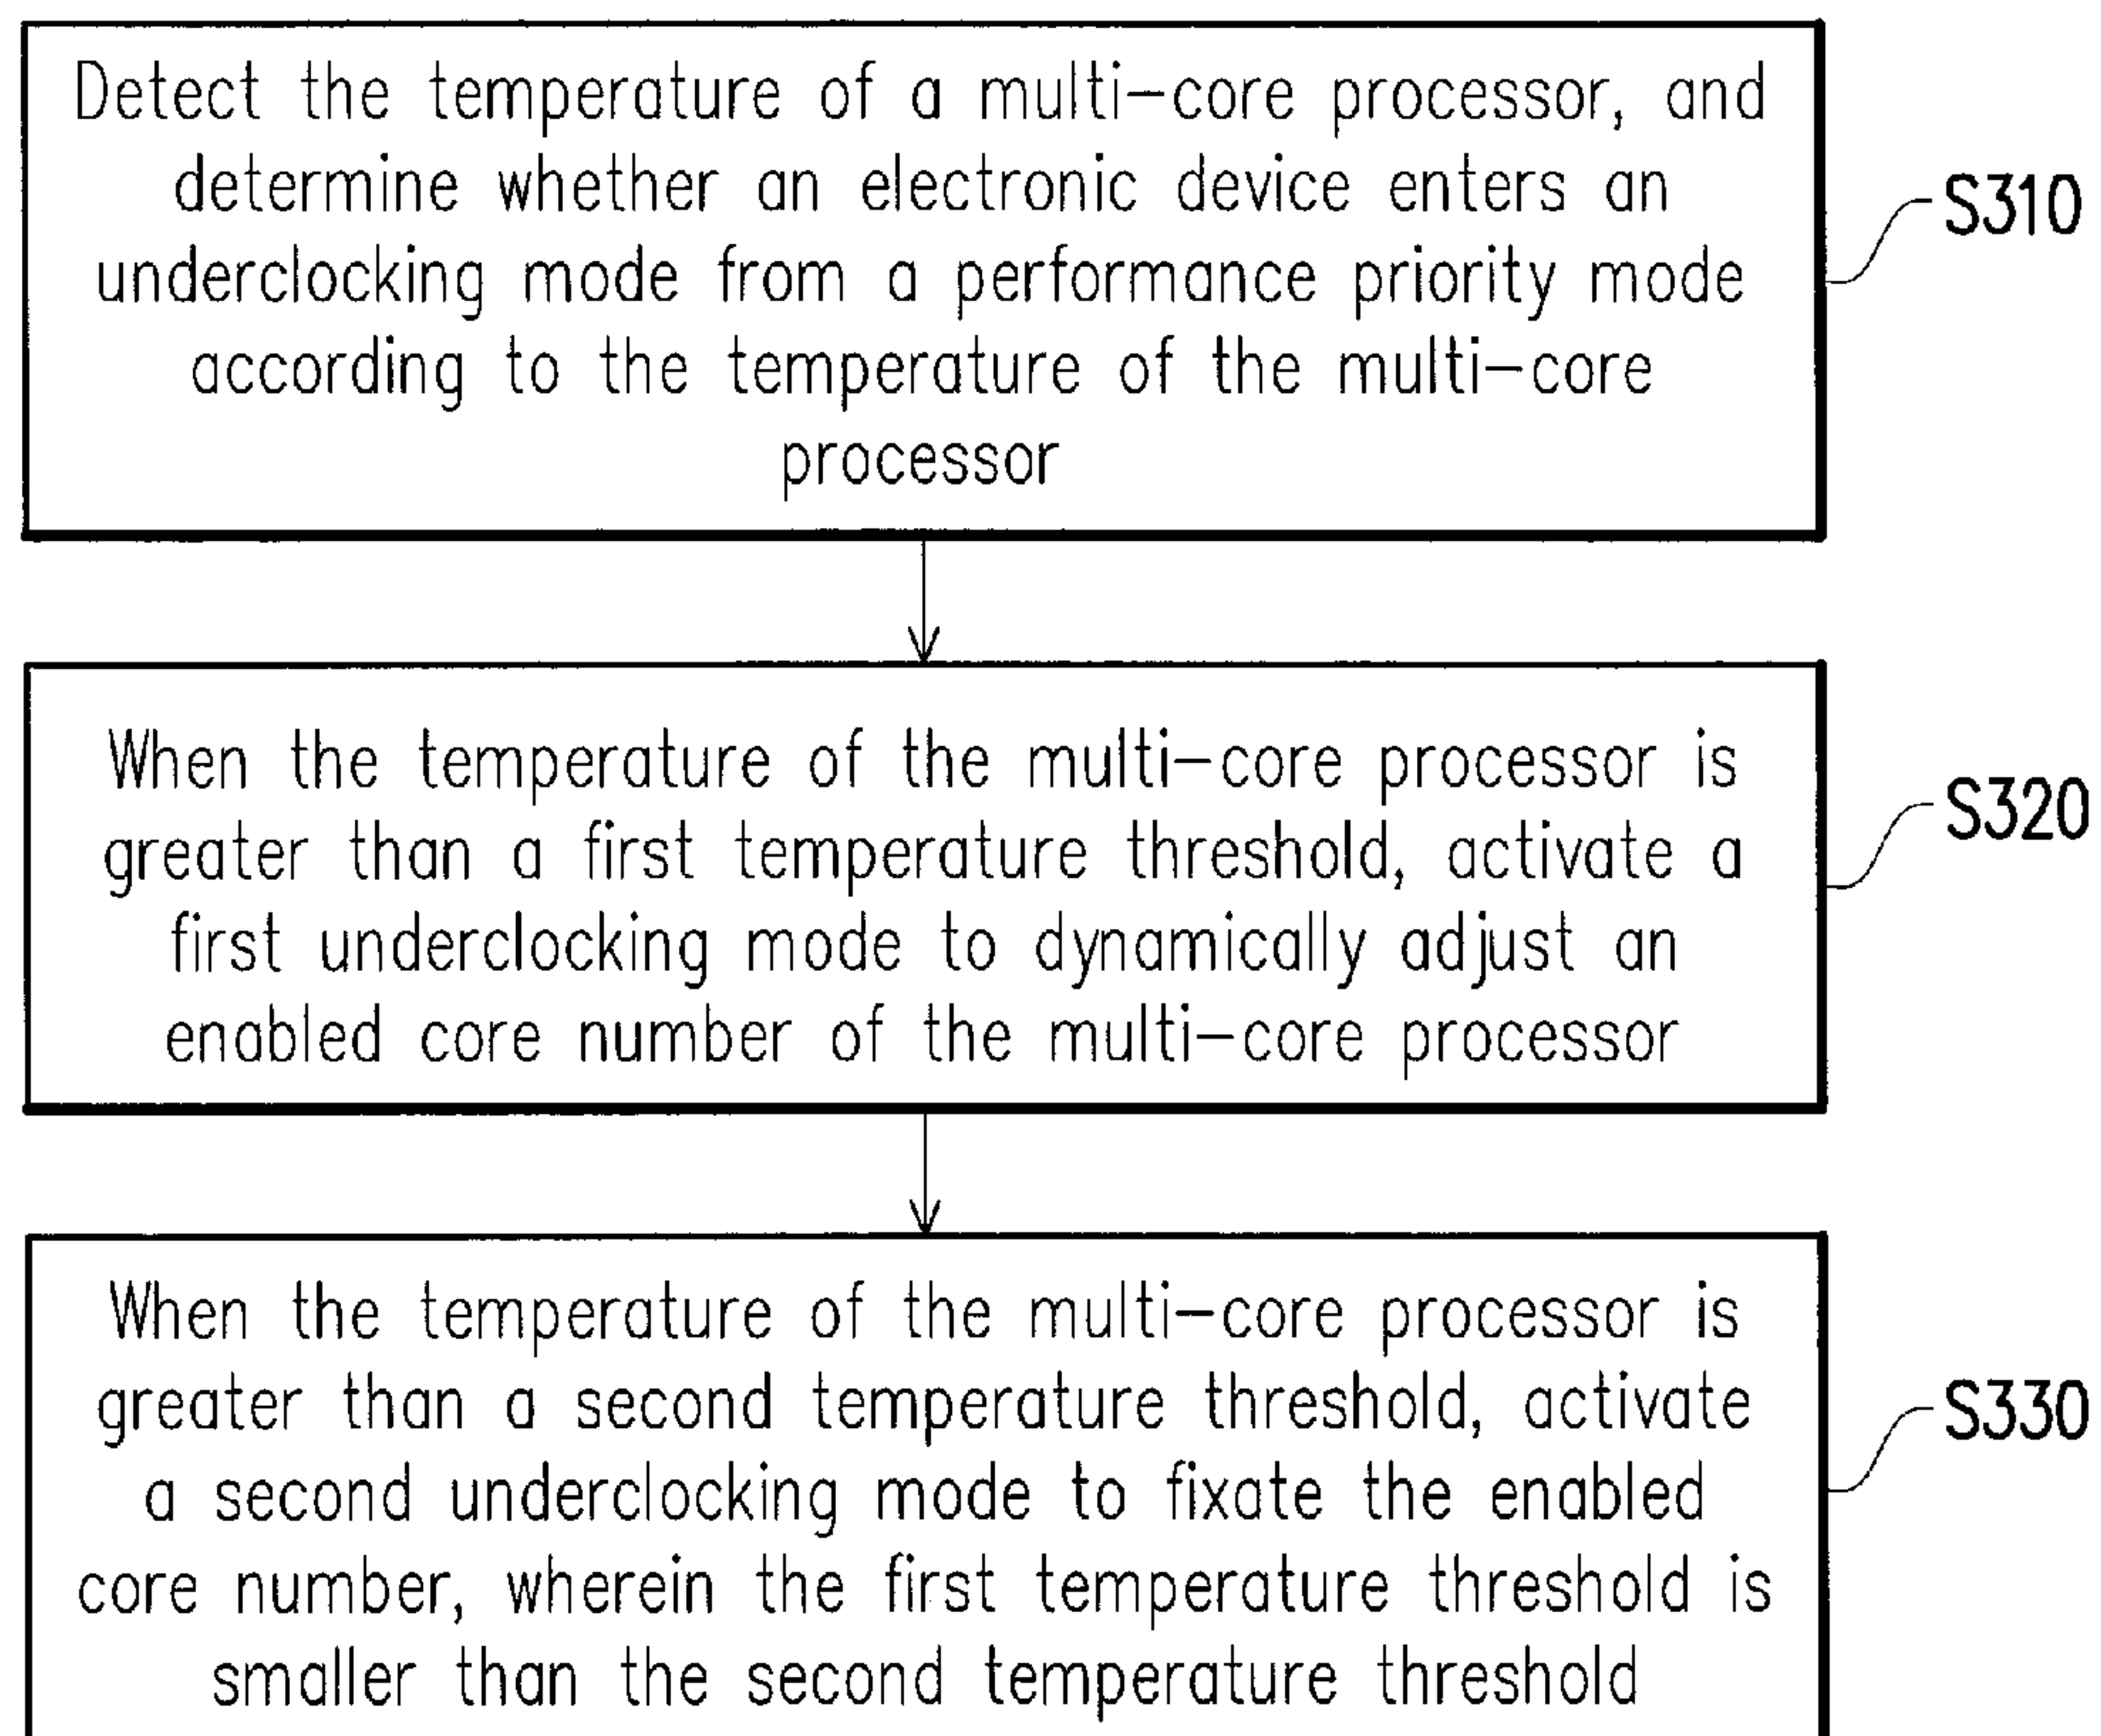 Detect the temperature of a multi-core processor, and
determine whether an electronic device enters an
underclocking mode from a performance priority mode
according to the temperature of the multi-core
processor
S310
When the temperature of the multi-core processor is
greater than a first temperature threshold, activate a
first underclocking mode to dynamically adjust an
enabled core number of the multi-core processor
S320
When the temperature of the multi-core processor is
greater than a second temperature threshold, activate
a second underclocking mode to fixate the enabled
core number, wherein the first temperature threshold is
smaller than the second temperature threshold
S330